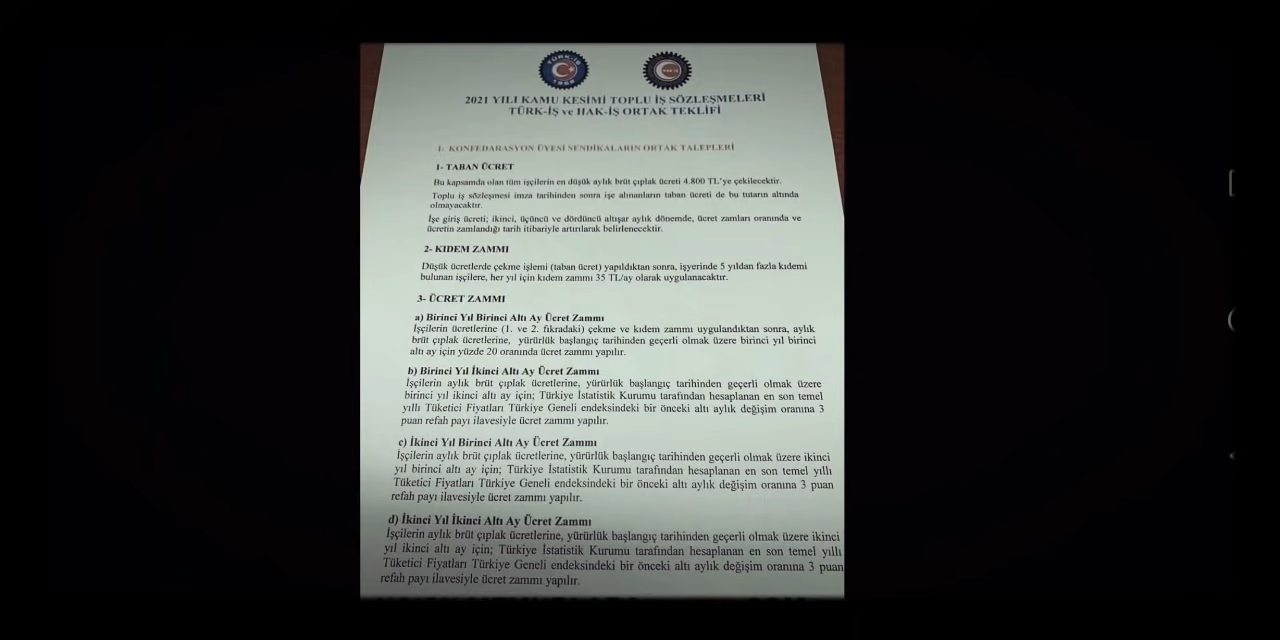 TÜRK-İŞ
1952
HAK-İŞ
2021 YILI KAMU KESİMİ TOPLU İŞ SÖZLEŞMELERİ
TÜRK-İŞ ve HAK-İŞ ORTAK TEKLİFİ
I- KONFEDARASYON ÜYESİ SENDİKALARIN ORTAK TALEPLERİ
1- TABAN ÜCRET
Bu kapsamda olan tüm işçilerin en düşük aylık brüt çıplak ücreti 4.800 TL'ye çekilecektir.
Toplu iş sözleşmesi imza tarihinden sonra işe alınanların taban ücreti de bu tutarın altında
olmayacaktır.
İşe giriş ücreti; ikinci, üçüncü ve dördüncü altışar aylık dönemde, ücret zamları oranında ve
ücretin zamlandığı tarih itibariyle artırılarak belirlenecektir.
2- KIDEM ZAMMI
Düşük ücretlerde çekme işlemi (taban ücret) yapıldıktan sonra, işyerinde 5 yıldan fazla kıdemi
bulunan işçilere, her yıl için kıdem zammı 35 TL/ay olarak uygulanacaktır.
3- ÜCRET ZAMMI
a) Birinci Yıl Birinci Altı Ay Ücret Zammı
İşçilerin ücretlerine (1. ve 2. fıkradaki) çekme ve kıdem zammı uygulandıktan sonra, aylık
brüt çıplak ücretlerine, yürürlük başlangıç tarihinden geçerli olmak üzere birinci yıl birinci
altı ay için yüzde 20 oranında ücret zammı yapılır.
b) Birinci Yıl İkinci Altı Ay Ücret Zammı
İşçilerin aylık brüt çıplak ücretlerine, yürürlük başlangıç tarihinden geçerli olmak üzere
birinci yıl ikinci altı ay için; Türkiye İstatistik Kurumu tarafından hesaplanan en son temel
yıllı Tüketici Fiyatları Türkiye Geneli endeksindeki bir önceki altı aylık değişim oranına 3
puan refah payı ilavesiyle ücret zammı yapılır.
c) İkinci Yıl Birinci Altı Ay Ücret Zammı
İşçilerin aylık brüt çıplak ücretlerine, yürürlük başlangıç tarihinden geçerli olmak üzere ikinci
yıl birinci altı ay için; Türkiye İstatistik Kurumu tarafından hesaplanan en son temel yıllı
Tüketici Fiyatları Türkiye Geneli endeksindeki bir önceki altı aylık değişim oranına 3 puan
refah payı ilavesiyle ücret zammı yapılır.
d) İkinci Yıl İkinci Altı Ay Ücret Zammı
İşçilerin aylık brüt çıplak ücretlerine, yürürlük başlangıç tarihinden geçerli olmak üzere ikinci
yıl ikinci altı ay için; Türkiye İstatistik Kurumu tarafından hesaplanan en son temel yıllı
Tüketici Fiyatları Türkiye Geneli endeksindeki bir önceki altı aylık değişim oranına 3 puan
refah payı ilavesiyle ücret zammı yapılır.